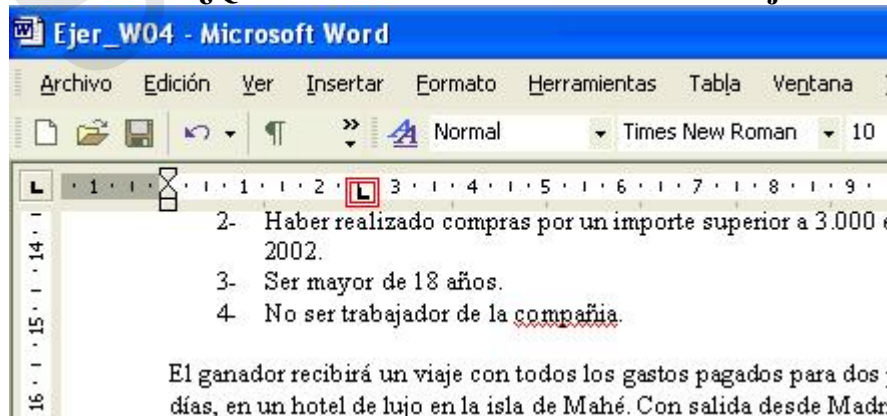 Ejer_W04 - Microsoft Word
Archivo Edición Ver Insertar Formato Herramientas Tabla Ventana
¶ » Normal Times New Roman 10
L · 1 · 1 · 2 · L 3 · 4 · 5 · 6 · 7 · 8 · 9 ·
2- Haber realizado compras por un importe superior a 3.000
2002.
3- Ser mayor de 18 años.
4- No ser trabajador de la compañia.
El ganador recibirá un viaje con todos los gastos pagados para dos
días, en un hotel de lujo en la isla de Mahé. Con salida desde Madr
14
15
16